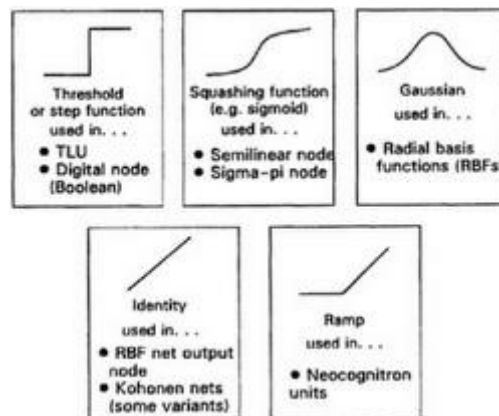 Threshold
or step function
used in. . .
● TLU
● Digital node
(Boolean)
Squashing function
(e.g. sigmoid)
used in. . .
● Semilinear node
● Sigma-pi node
Gaussian
used in. . .
● Radial basis
functions (RBFs
Identity
used in. . .
● RBF net output
node
● Kohonen nets
(some variants)
Ramp
used in. . .
● Neocognitron
units